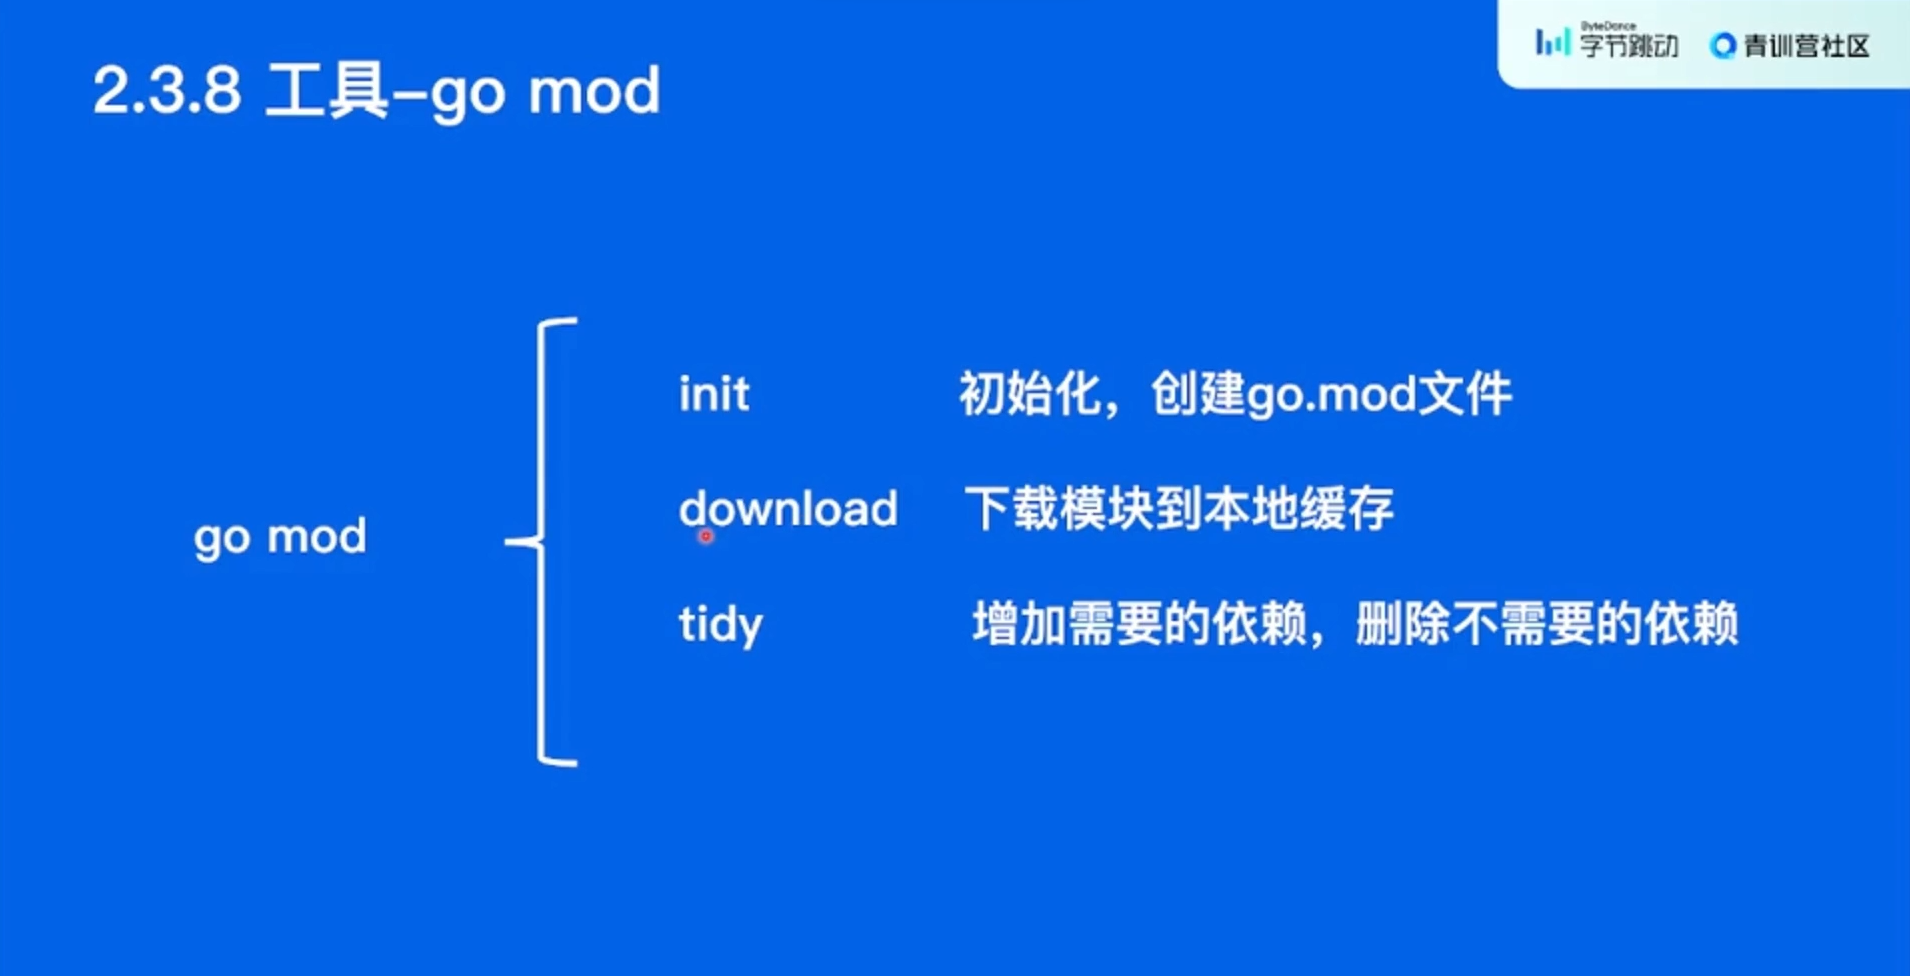 2.3.8 工具-go mod
ByteDance
字节跳动
青训营社区
go mod
init 初始化，创建go.mod文件
download 下载模块到本地缓存
tidy 增加需要的依赖，删除不需要的依赖